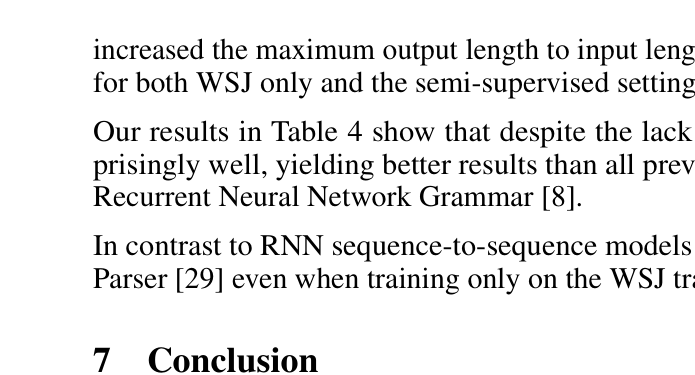 increased the maximum output length to input leng
for both WSJ only and the semi-supervised setting
Our results in Table 4 show that despite the lack
prisingly well, yielding better results than all prev
Recurrent Neural Network Grammar [8].
In contrast to RNN sequence-to-sequence models
Parser [29] even when training only on the WSJ tra
7 Conclusion